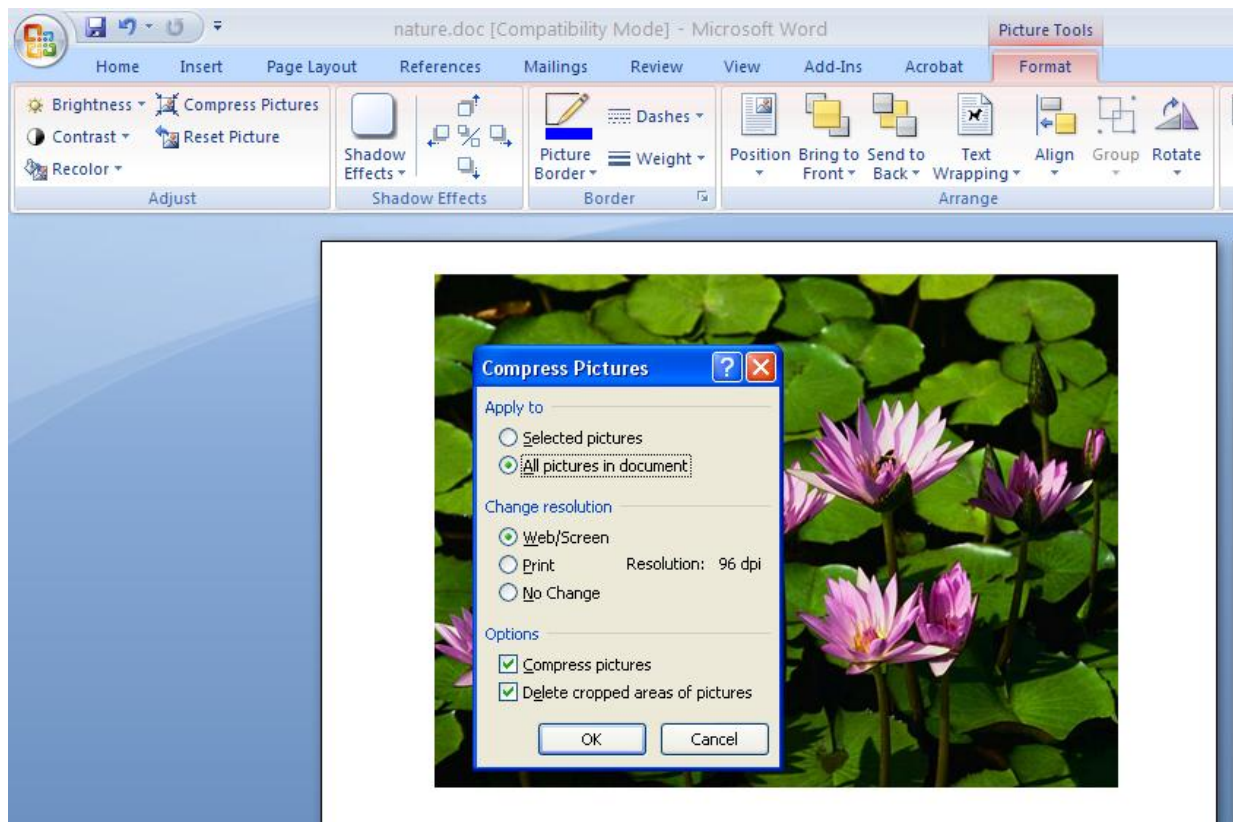 nature.doc [Compatibility Mode] - Microsoft Word
Picture Tools
Home Insert Page Layout References Mailings Review View Add-Ins Acrobat Format
Brightness
Contrast
Recolor
Compress Pictures
Reset Picture
Adjust
Shadow
Effects
Shadow Effects
Picture
Border
Dashes
Weight
Border
Position
Bring to
Front
Send to
Back
Text
Wrapping
Align
Group
Rotate
Arrange
Compress Pictures
Apply to
Selected pictures
All pictures in document
Change resolution
Web/Screen
Print Resolution: 96 dpi
No Change
Options
Compress pictures
Delete cropped areas of pictures
OK Cancel